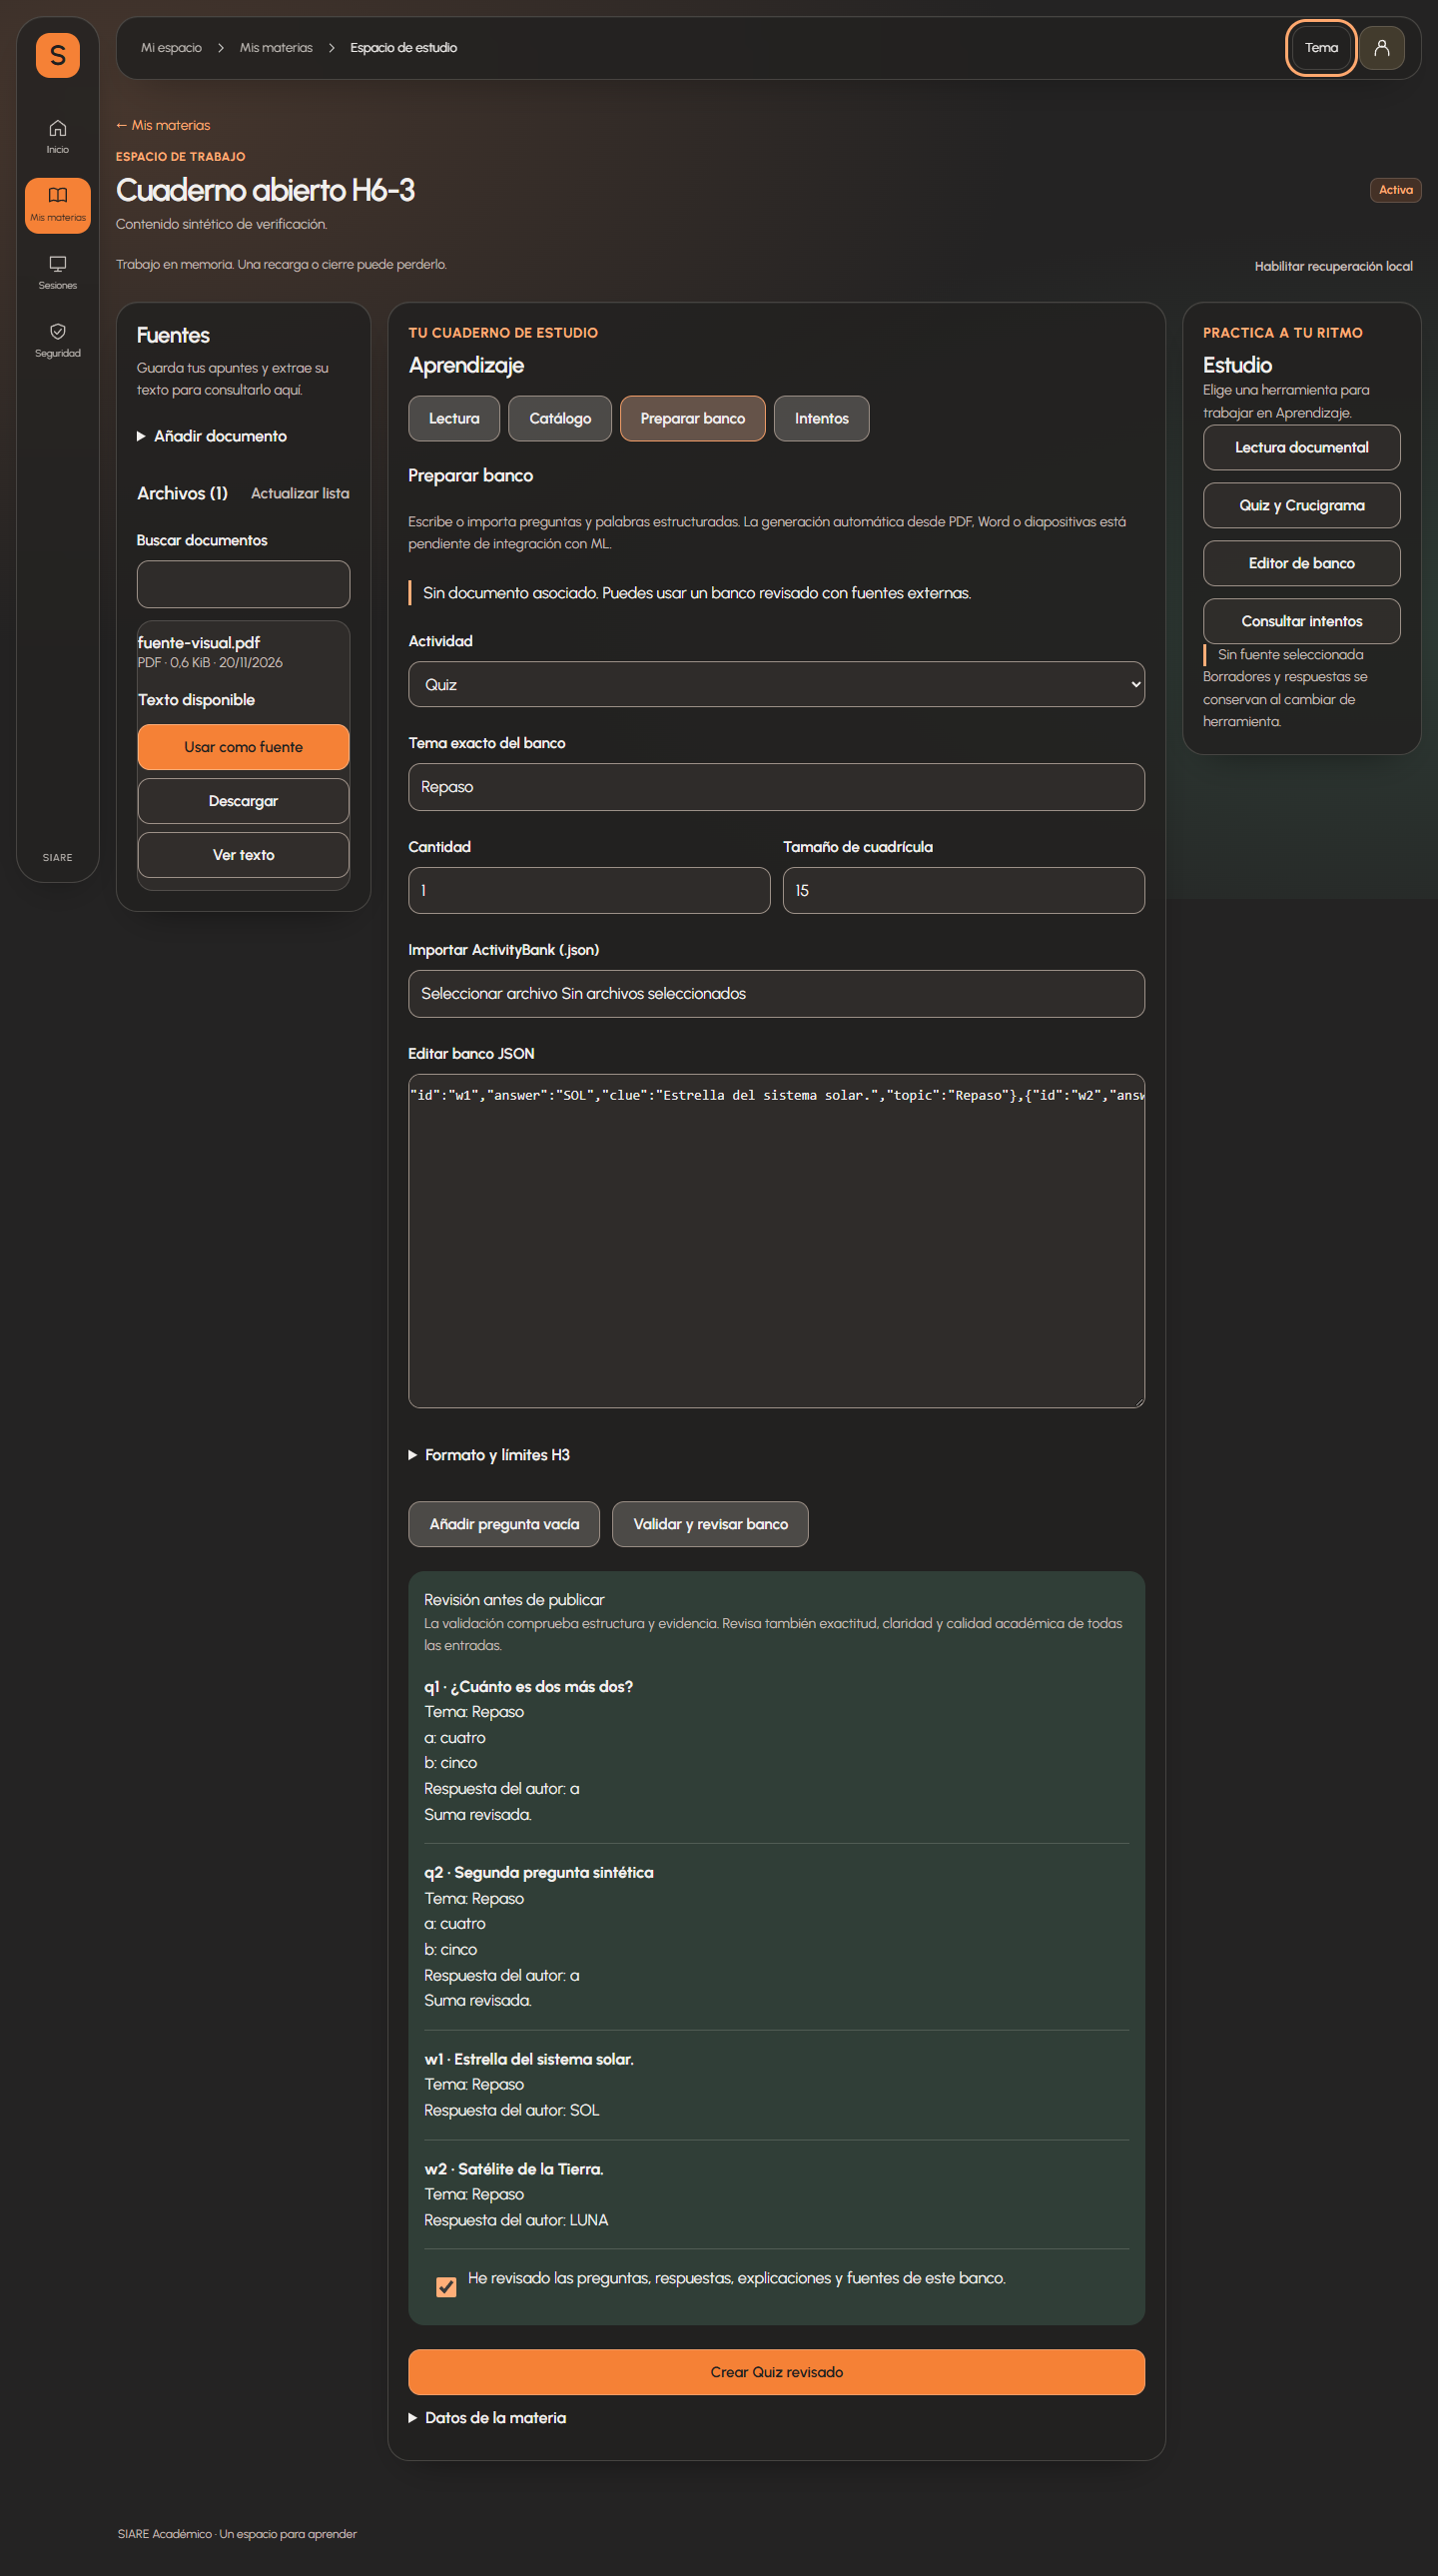 S
Inicio
Mis materias
Sesiones
Seguridad
SIARE
Mi espacio > Mis materias > Espacio de estudio
Tema
← Mis materias
ESPACIO DE TRABAJO
Cuaderno abierto H6-3
Activa
Contenido sintético de verificación.
Trabajo en memoria. Una recarga o cierre puede perderlo.
Habilitar recuperación local
Fuentes
Guarda tus apuntes y extrae su
texto para consultarlo aquí.
Añadir documento
Archivos (1)
Actualizar lista
Buscar documentos
fuente-visual.pdf
PDF · 0,6 KiB · 20/11/2026
Texto disponible
Usar como fuente
Descargar
Ver texto
TU CUADERNO DE ESTUDIO
Aprendizaje
Lectura
Catálogo
Preparar banco
Intentos
Preparar banco
Escribe o importa preguntas y palabras estructuradas. La generación automática desde PDF, Word o diapositivas está
pendiente de integración con ML.
Sin documento asociado. Puedes usar un banco revisado con fuentes externas.
Actividad
Quiz
Tema exacto del banco
Repaso
Cantidad
Tamaño de cuadrícula
1
15
Importar ActivityBank (.json)
Seleccionar archivo Sin archivos seleccionados
Editar banco JSON
"id":"w1","answer":"SOL","clue":"Estrella del sistema solar.","topic":"Repaso"},{"id":"w2","answ
Formato y límites H3
Añadir pregunta vacía
Validar y revisar banco
Revisión antes de publicar
La validación comprueba estructura y evidencia. Revisa también exactitud, claridad y calidad académica de todas
las entradas.
q1 · ¿Cuánto es dos más dos?
Tema: Repaso
a: cuatro
b: cinco
Respuesta del autor: a
Suma revisada.
q2 · Segunda pregunta sintética
Tema: Repaso
a: cuatro
b: cinco
Respuesta del autor: a
Suma revisada.
w1 · Estrella del sistema solar.
Tema: Repaso
Respuesta del autor: SOL
w2 · Satélite de la Tierra.
Tema: Repaso
Respuesta del autor: LUNA
He revisado las preguntas, respuestas, explicaciones y fuentes de este banco.
Crear Quiz revisado
Datos de la materia
PRACTICA A TU RITMO
Estudio
Elige una herramienta para
trabajar en Aprendizaje.
Lectura documental
Quiz y Crucigrama
Editor de banco
Consultar intentos
Sin fuente seleccionada
Borradores y respuestas se
conservan al cambiar de
herramienta.
SIARE Académico · Un espacio para aprender